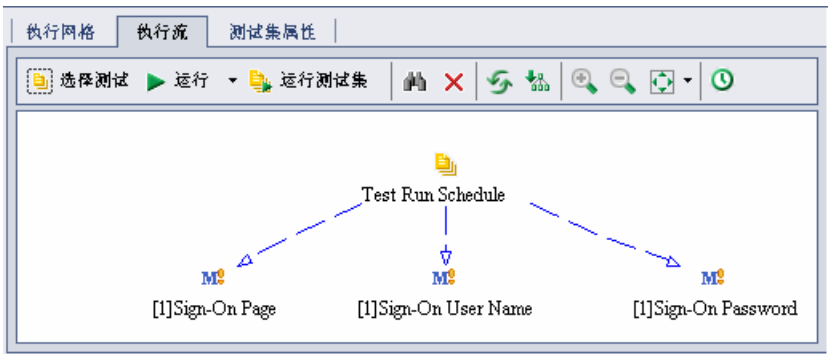 执行网格 执行流 测试集属性
选择测试 运行 运行测试集
Test Run Schedule
[1]Sign-On Page [1]Sign-On User Name [1]Sign-On Password